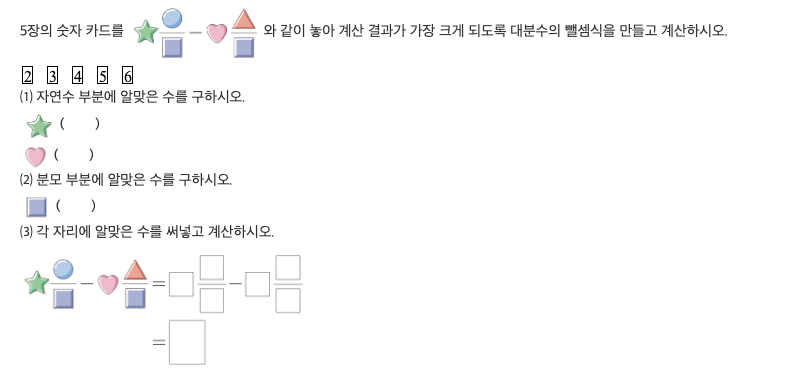 5장의 숫자 카드를 - 와 같이 놓아 계산 결과가 가장 크게 되도록 대분수의 뺄셈식을 만들고 계산하시오.
2 3 4 5 6
(1) 자연수 부분에 알맞은 수를 구하시오.
( )
( )
(2) 분모 부분에 알맞은 수를 구하시오.
( )
(3) 각 자리에 알맞은 수를 써넣고 계산하시오.
- = -
=